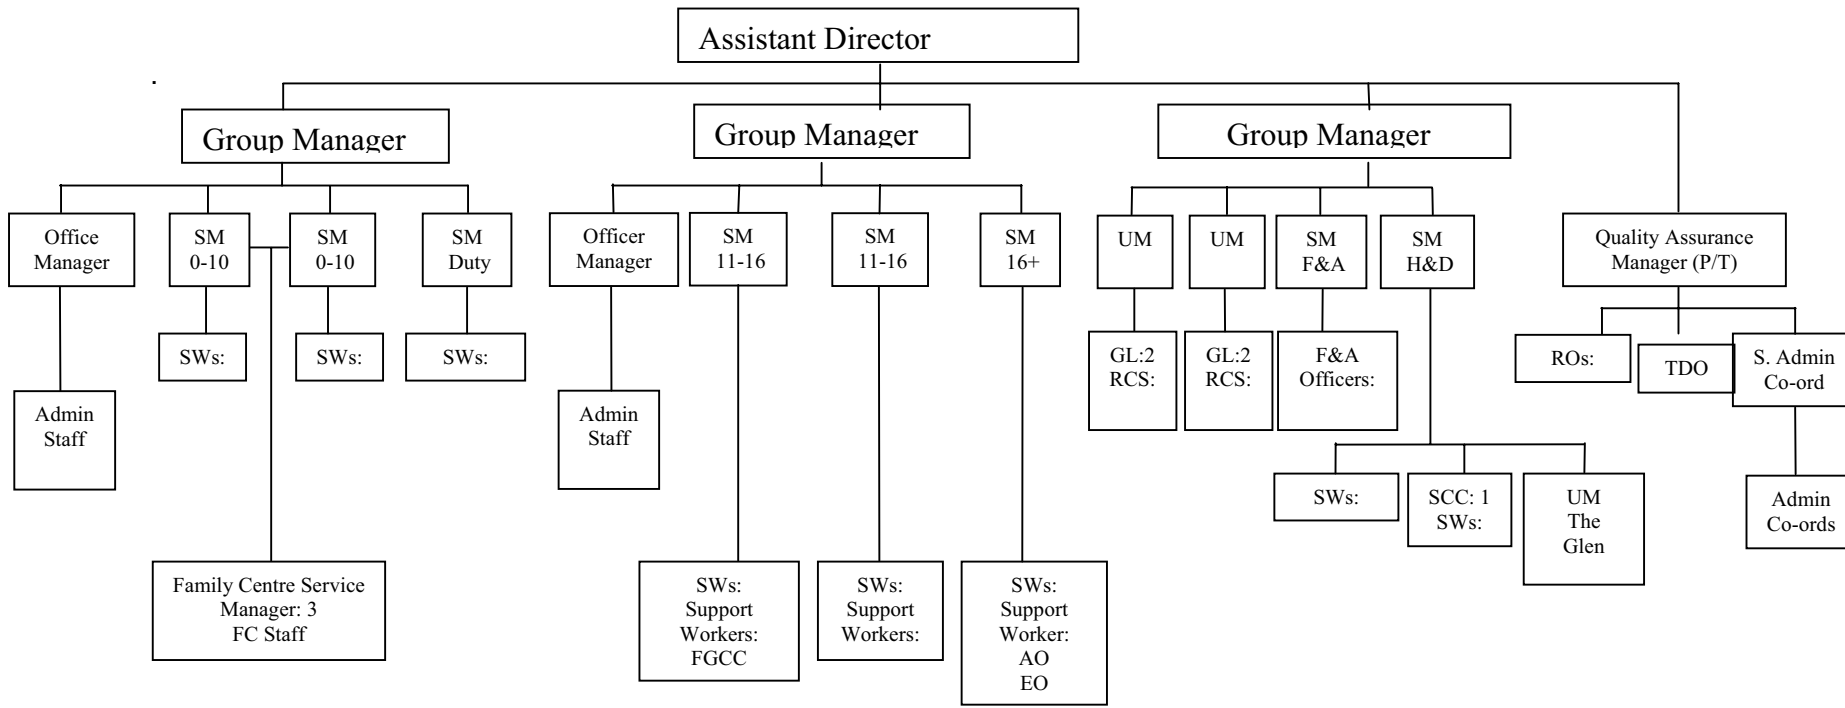 Assistant Director
Group Manager
Group Manager
Group Manager
Office
Manager
SM
0-10
SM
0-10
SM
Duty
Officer
Manager
SM
11-16
SM
11-16
SM
16+
UM
UM
SM
F&A
SM
H&D
Quality Assurance
Manager (P/T)
SWs:
SWs:
SWs:
GL:2
RCS:
GL:2
RCS:
F&A
Officers:
ROs:
TDO
S. Admin
Co-ord
Admin
Staff
Admin
Staff
SWs:
SCC: 1
SWs:
UM
The
Glen
Admin
Co-ords
Family Centre Service
Manager: 3
FC Staff
SWs:
Support
Workers:
FGCC
SWs:
Support
Workers:
SWs:
Support
Worker:
AO
EO